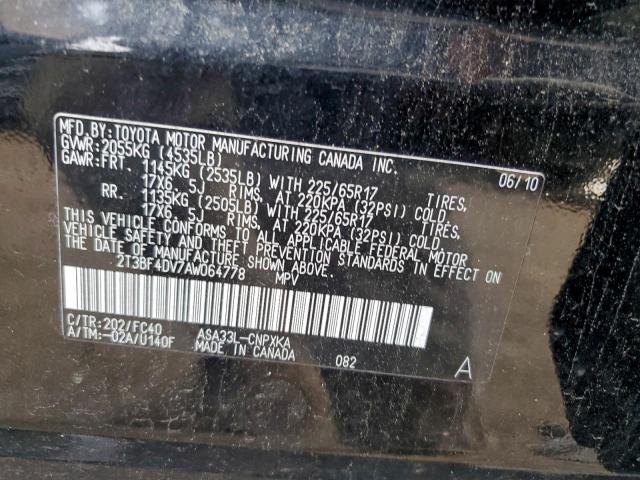 MFD.BY:TOYOTA MOTOR MANUFACTURING CANADA INC. 06/10
GVWR:2055KG (4535LB)
GAWR:FRT. 1145KG (2535LB) WITH 225/65R17 TIRES,
17X6.5J RIMS, AT 220KPA (32PSI) COLD
RR. 1135KG (2505LB) WITH 225/65R17 TIRES,
17X6.5J RIMS, AT 220KPA (32PSI) COLD.
THIS VEHICLE CONFORMS TO ALL APPLICABLE FEDERAL MOTOR
VEHICLE SAFETY AND THEFT PREVENTION STANDARDS IN EFFECT ON
THE DATE OF MANUFACTURE SHOWN ABOVE.
2T3BF4DV7AW064778 MPV
C/TR:202/FC40 ASA33L-CNPXKA
A/TM:-02A/U140F MADE IN CANADA 082 A